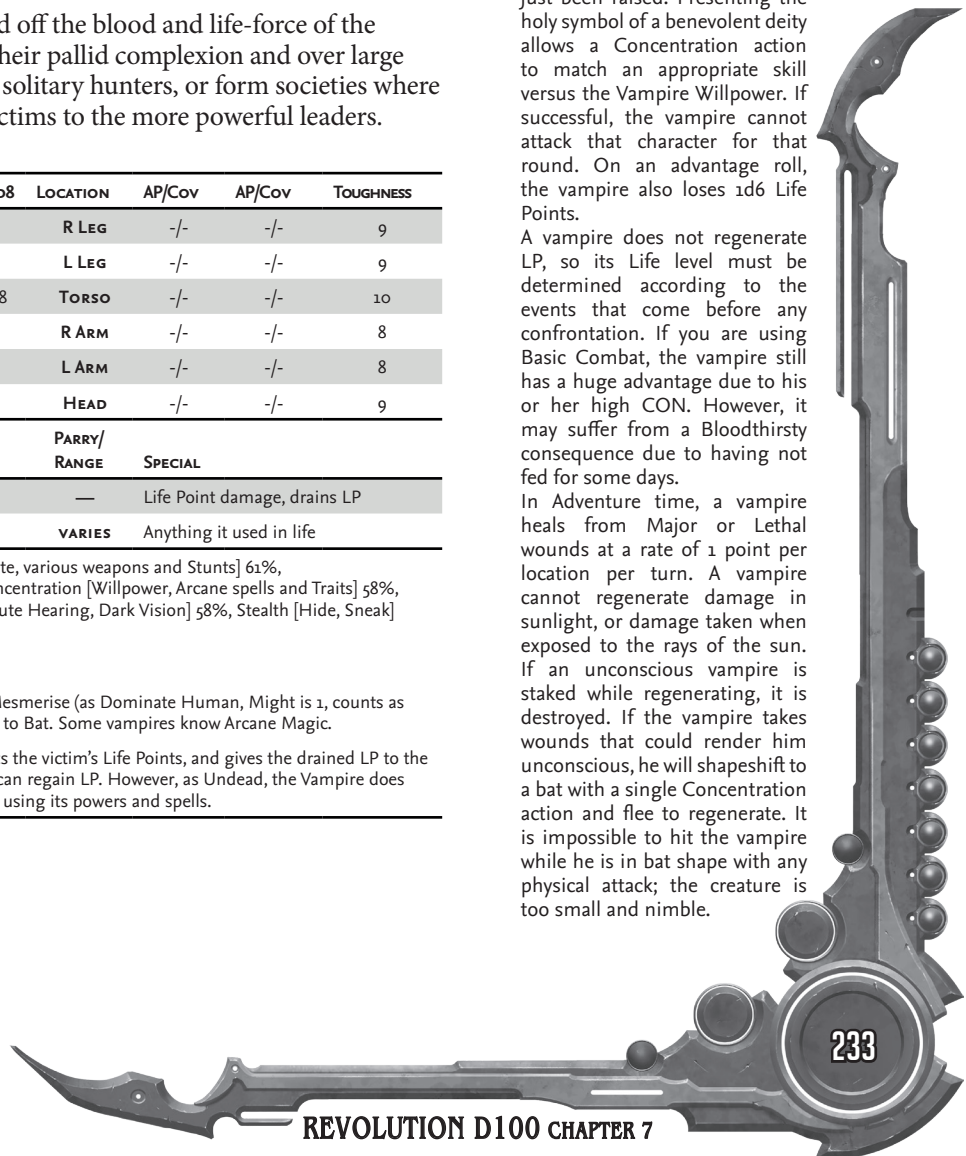 d off the blood and life-force of the
heir pallid complexion and over large
solitary hunters, or form societies where
ctims to the more powerful leaders.
08 Location AP/Cov AP/Cov Toughness
R Leg -/- -/- 9
L Leg -/- -/- 9
8 Torso -/- -/- 10
R Arm -/- -/- 8
L Arm -/- -/- 8
Head -/- -/- 9
Parry/
Range Special
— Life Point damage, drains LP
varies Anything it used in life
te, various weapons and Stunts] 61%,
ncentration [Willpower, Arcane spells and Traits] 58%,
ute Hearing, Dark Vision] 58%, Stealth [Hide, Sneak]
Mesmerise (as Dominate Human, Might is 1, counts as
to Bat. Some vampires know Arcane Magic.
ts the victim's Life Points, and gives the drained LP to the
can regain LP. However, as Undead, the Vampire does
using its powers and spells.
just been raised. Presenting the
holy symbol of a benevolent deity
allows a Concentration action
to match an appropriate skill
versus the Vampire Willpower. If
successful, the vampire cannot
attack that character for that
round. On an advantage roll,
the vampire also loses 1d6 Life
Points.
A vampire does not regenerate
LP, so its Life level must be
determined according to the
events that come before any
confrontation. If you are using
Basic Combat, the vampire still
has a huge advantage due to his
or her high CON. However, it
may suffer from a Bloodthirsty
consequence due to having not
fed for some days.
In Adventure time, a vampire
heals from Major or Lethal
wounds at a rate of 1 point per
location per turn. A vampire
cannot regenerate damage in
sunlight, or damage taken when
exposed to the rays of the sun.
If an unconscious vampire is
staked while regenerating, it is
destroyed. If the vampire takes
wounds that could render him
unconscious, he will shapeshift to
a bat with a single Concentration
action and flee to regenerate. It
is impossible to hit the vampire
while he is in bat shape with any
physical attack; the creature is
too small and nimble.
233
REVOLUTION D100 CHAPTER 7